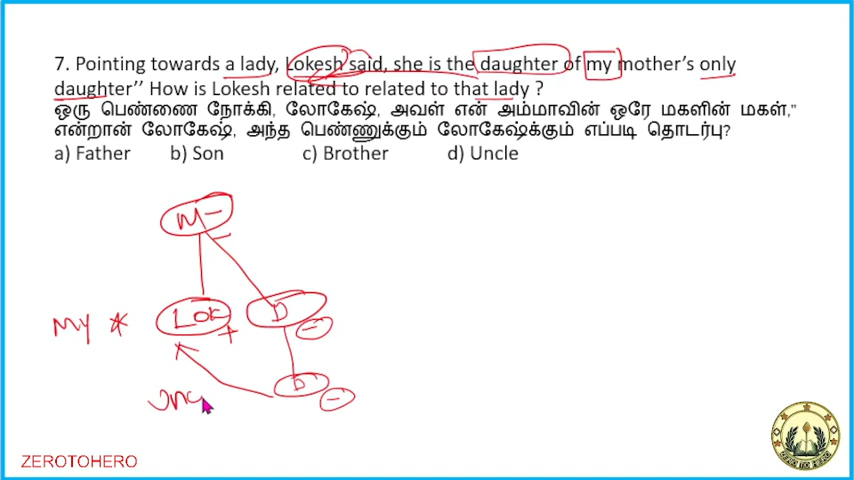 7. Pointing towards a lady, Lokesh said, she is the daughter of my mother's only
daughter'' How is Lokesh related to related to that lady ?
ஒரு பெண்ணை நோக்கி, லோகேஷ், அவள் என் அம்மாவின் ஒரே மகளின் மகள்,"
என்றான் லோகேஷ், அந்த பெண்ணுக்கும் லோகேஷ்க்கும் எப்படி தொடர்பு?
a) Father b) Son c) Brother d) Uncle
M -
My * Lok + D -
D -
Unc
ZEROTOHERO